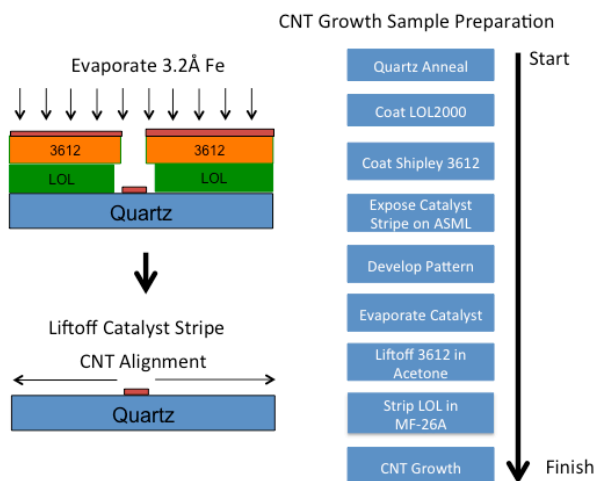 CNT Growth Sample Preparation
Evaporate 3.2Å Fe
3612
3612
LOL
LOL
Quartz
Liftoff Catalyst Stripe
CNT Alignment
Quartz
Start
Quartz Anneal
Coat LOL2000
Coat Shipley 3612
Expose Catalyst
Stripe on ASML
Develop Pattern
Evaporate Catalyst
Liftoff 3612 in
Acetone
Strip LOL in
MF-26A
CNT Growth
Finish